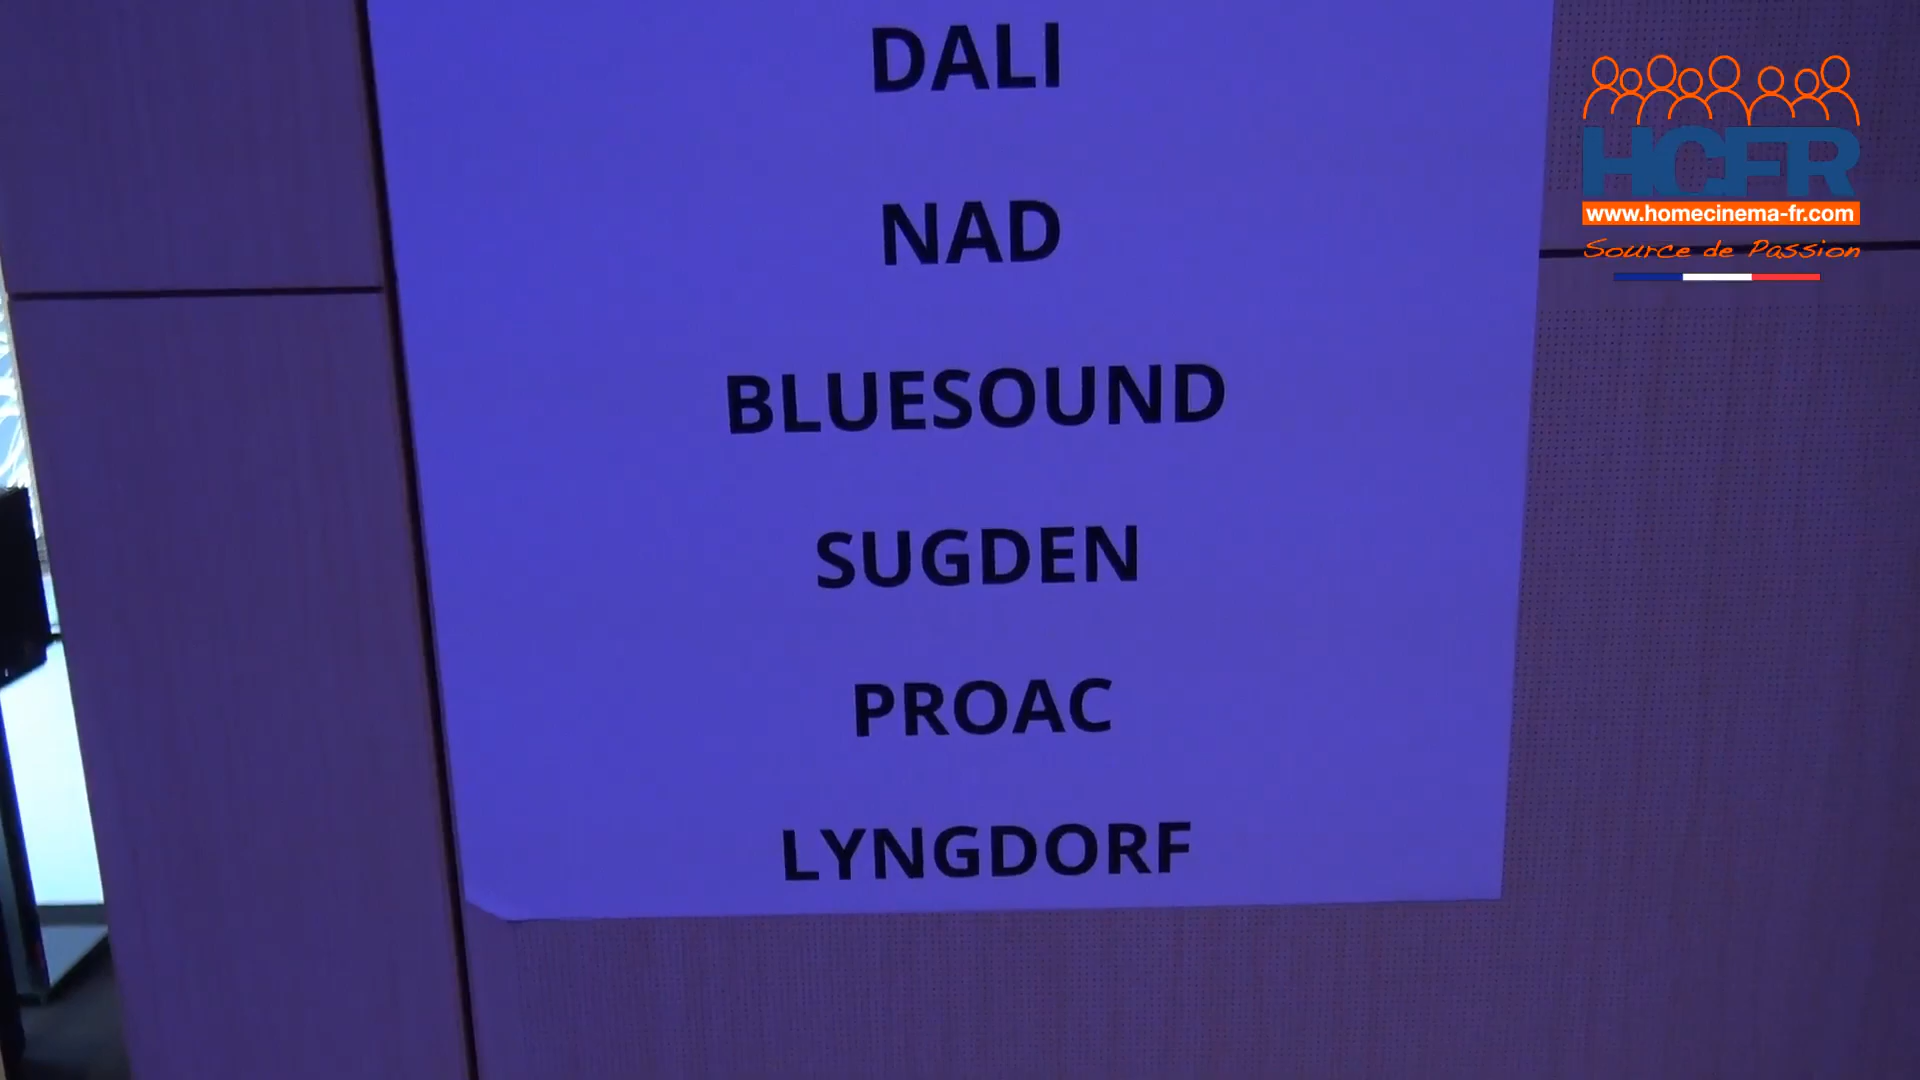 DALI
NAD
BLUESOUND
SUGDEN
PROAC
LYNGDORF
HCFR
www.homecinema-fr.com
Source de Passion